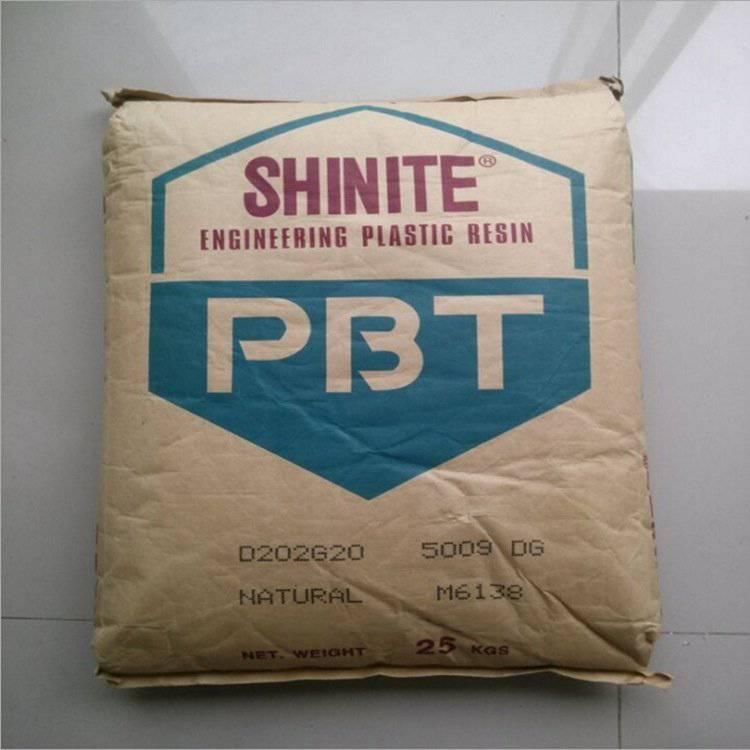 SHINITE®
ENGINEERING PLASTIC RESIN
PBT
D202G20 5009 DG
NATURAL M6138
NET. WEIGHT 25 KGS